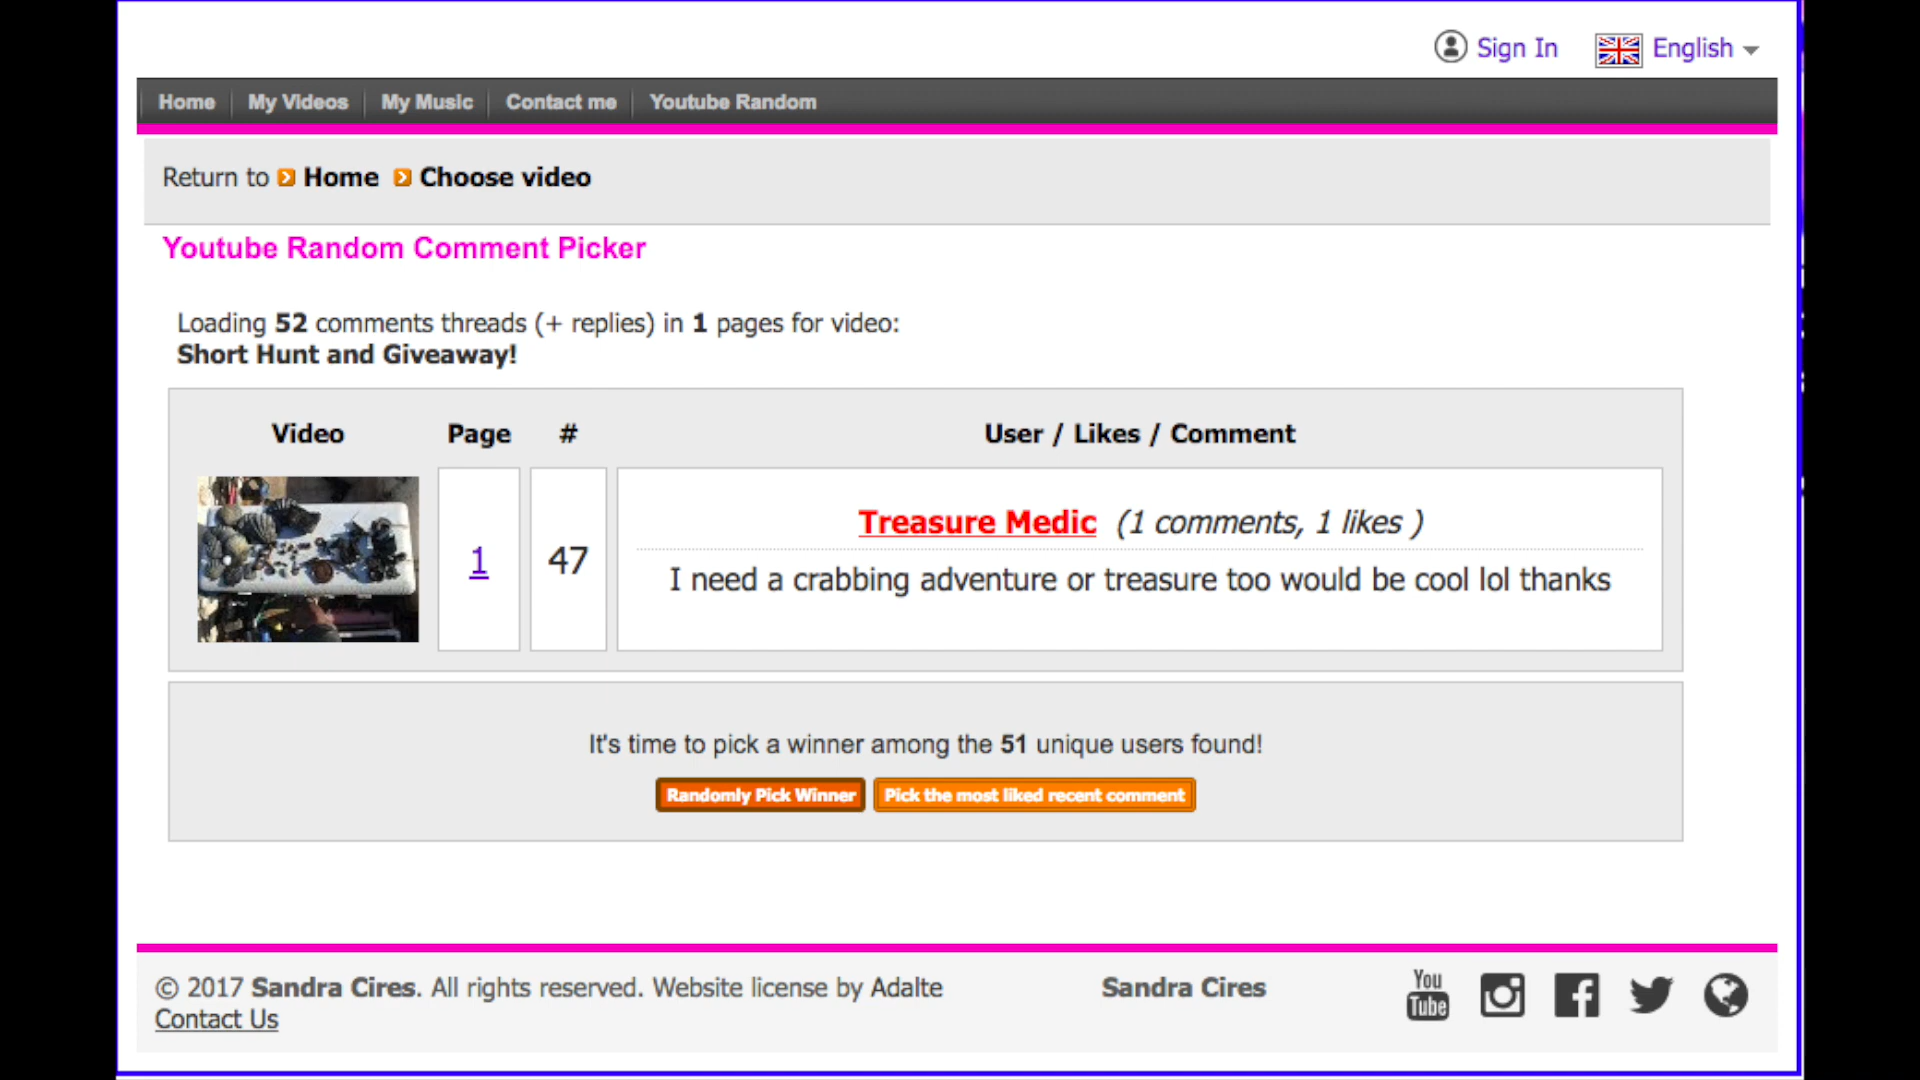 Sign In English
Home My Videos My Music Contact me Youtube Random
Return to Home Choose video
Youtube Random Comment Picker
Loading 52 comments threads (+ replies) in 1 pages for video:
Short Hunt and Giveaway!
Video Page # User / Likes / Comment
Treasure Medic (1 comments, 1 likes )
1 47
I need a crabbing adventure or treasure too would be cool lol thanks
It's time to pick a winner among the 51 unique users found!
Randomly Pick Winner Pick the most liked recent comment
© 2017 Sandra Cires. All rights reserved. Website license by Adalte
Contact Us
Sandra Cires
You
Tube